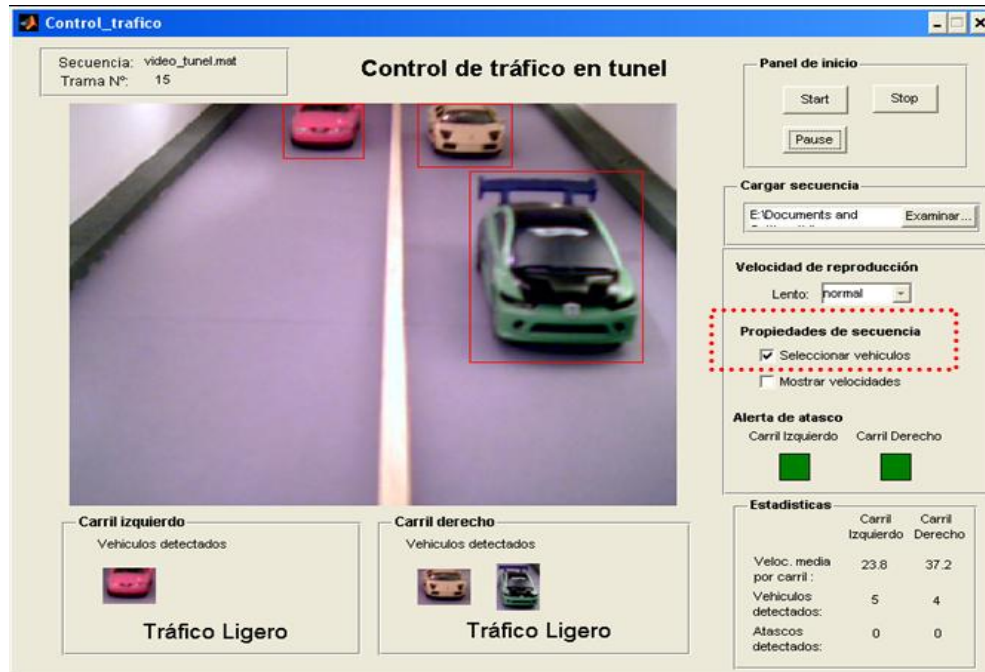 Control_trafico
Secuencia: video_tunel.mat
Trama Nº: 15
Control de tráfico en tunel
Panel de inicio
Start Stop
Pause
Cargar secuencia
E:\Documents and
Examinar...
Velocidad de reproducción
Lento: normal
Propiedades de secuencia
Seleccionar vehiculos
Mostrar velocidades
Alerta de atasco
Carril Izquierdo Carril Derecho
Carril izquierdo
Vehiculos detectados
Tráfico Ligero
Carril derecho
Vehiculos detectados
Tráfico Ligero
Estadisticas
Carril Izquierdo Carril Derecho
Veloc. media por carril : 23.8 37.2
Vehiculos detectados: 5 4
Atascos detectados: 0 0